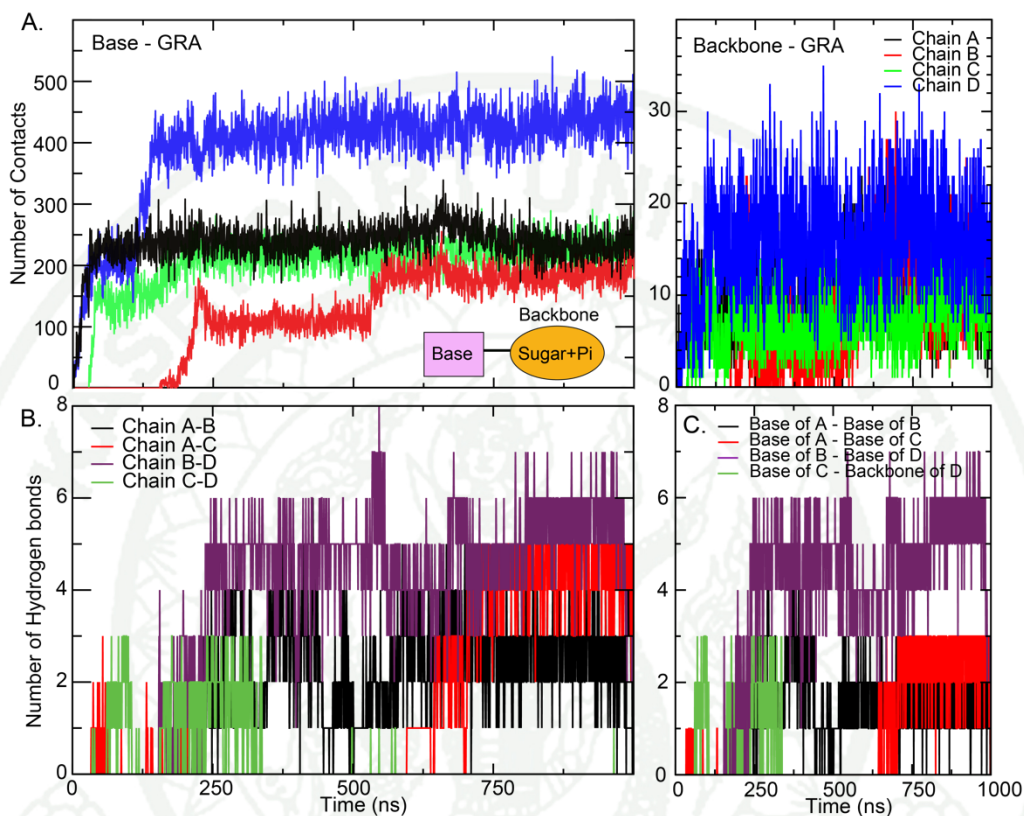 A.
Base - GRA
Number of Contacts
500
400
300
200
100
0
Backbone
Base
Sugar+Pi
Backbone - GRA
Chain A
Chain B
Chain C
Chain D
30
20
10
0
B.
Chain A-B
Chain A-C
Chain B-D
Chain C-D
Number of Hydrogen bonds
8
6
4
2
0
250
500
750
Time (ns)
C.
Base of A - Base of B
Base of A - Base of C
Base of B - Base of D
Base of C - Backbone of D
0
250
500
750
1000
Time (ns)